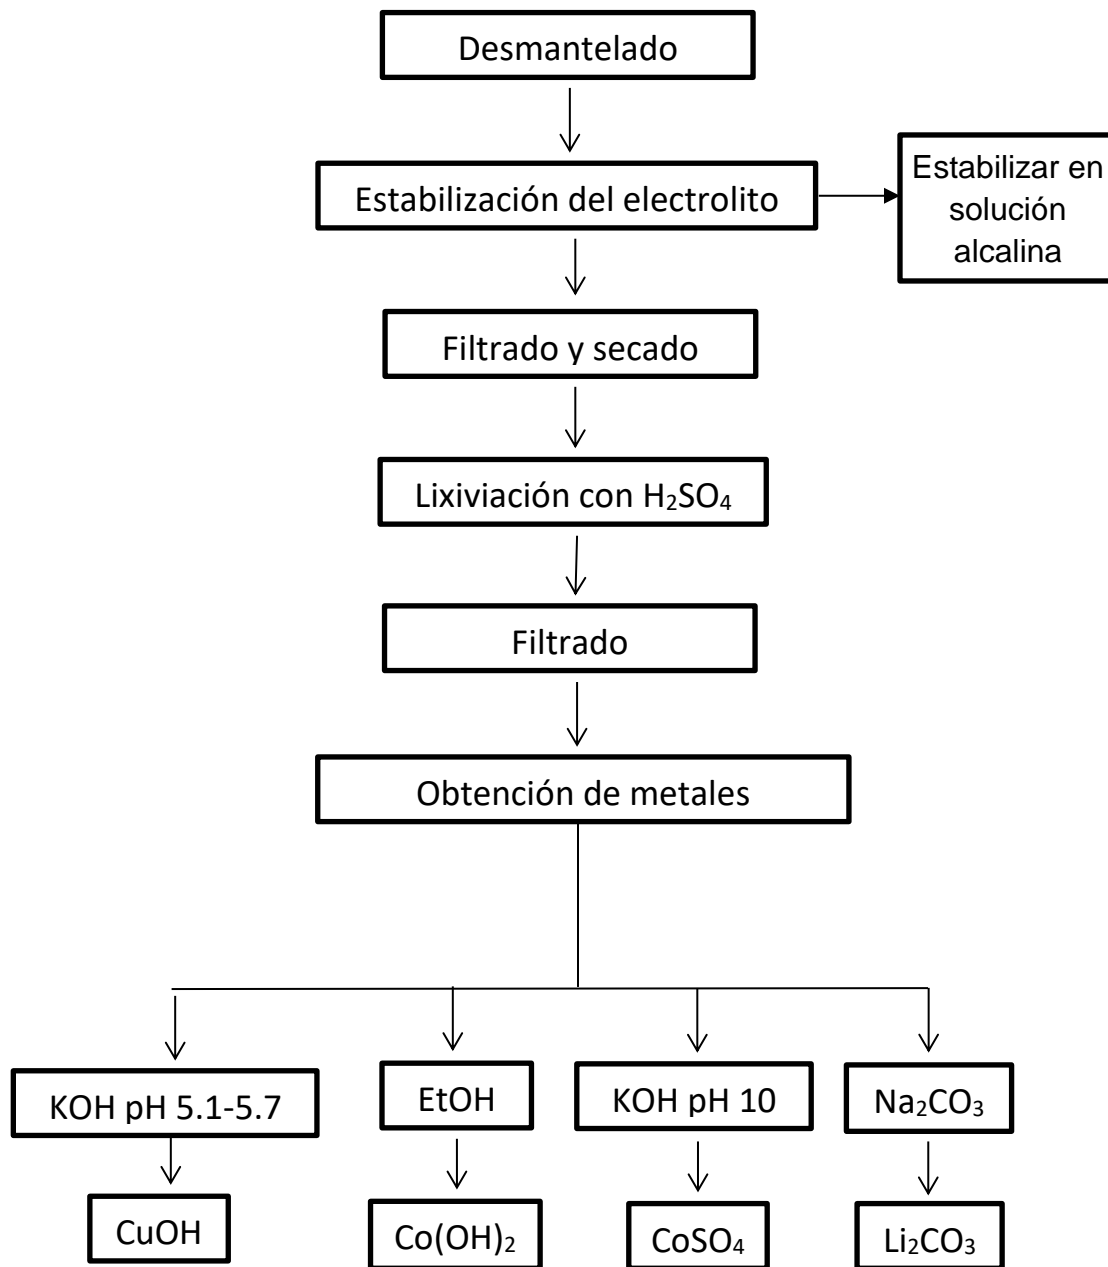 Desmantelado
Estabilización del electrolito
Estabilizar en
solución
alcalina
Filtrado y secado
Lixiviación con H₂SO₄
Filtrado
Obtención de metales
KOH pH 5.1-5.7
EtOH
KOH pH 10
Na₂CO₃
CuOH
Co(OH)₂
CoSO₄
Li₂CO₃